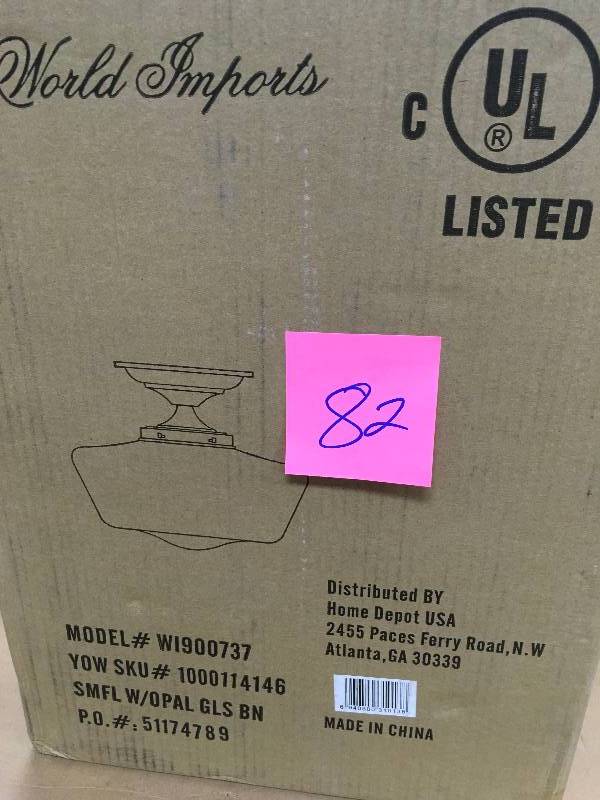 World Imports
C UL ®
LISTED
82
MODEL# WI900737
YOW SKU# 1000114146
SMFL W/OPAL GLS BN
P.O.#: 51174789
Distributed BY
Home Depot USA
2455 Paces Ferry Road,N.W
Atlanta,GA 30339
MADE IN CHINA